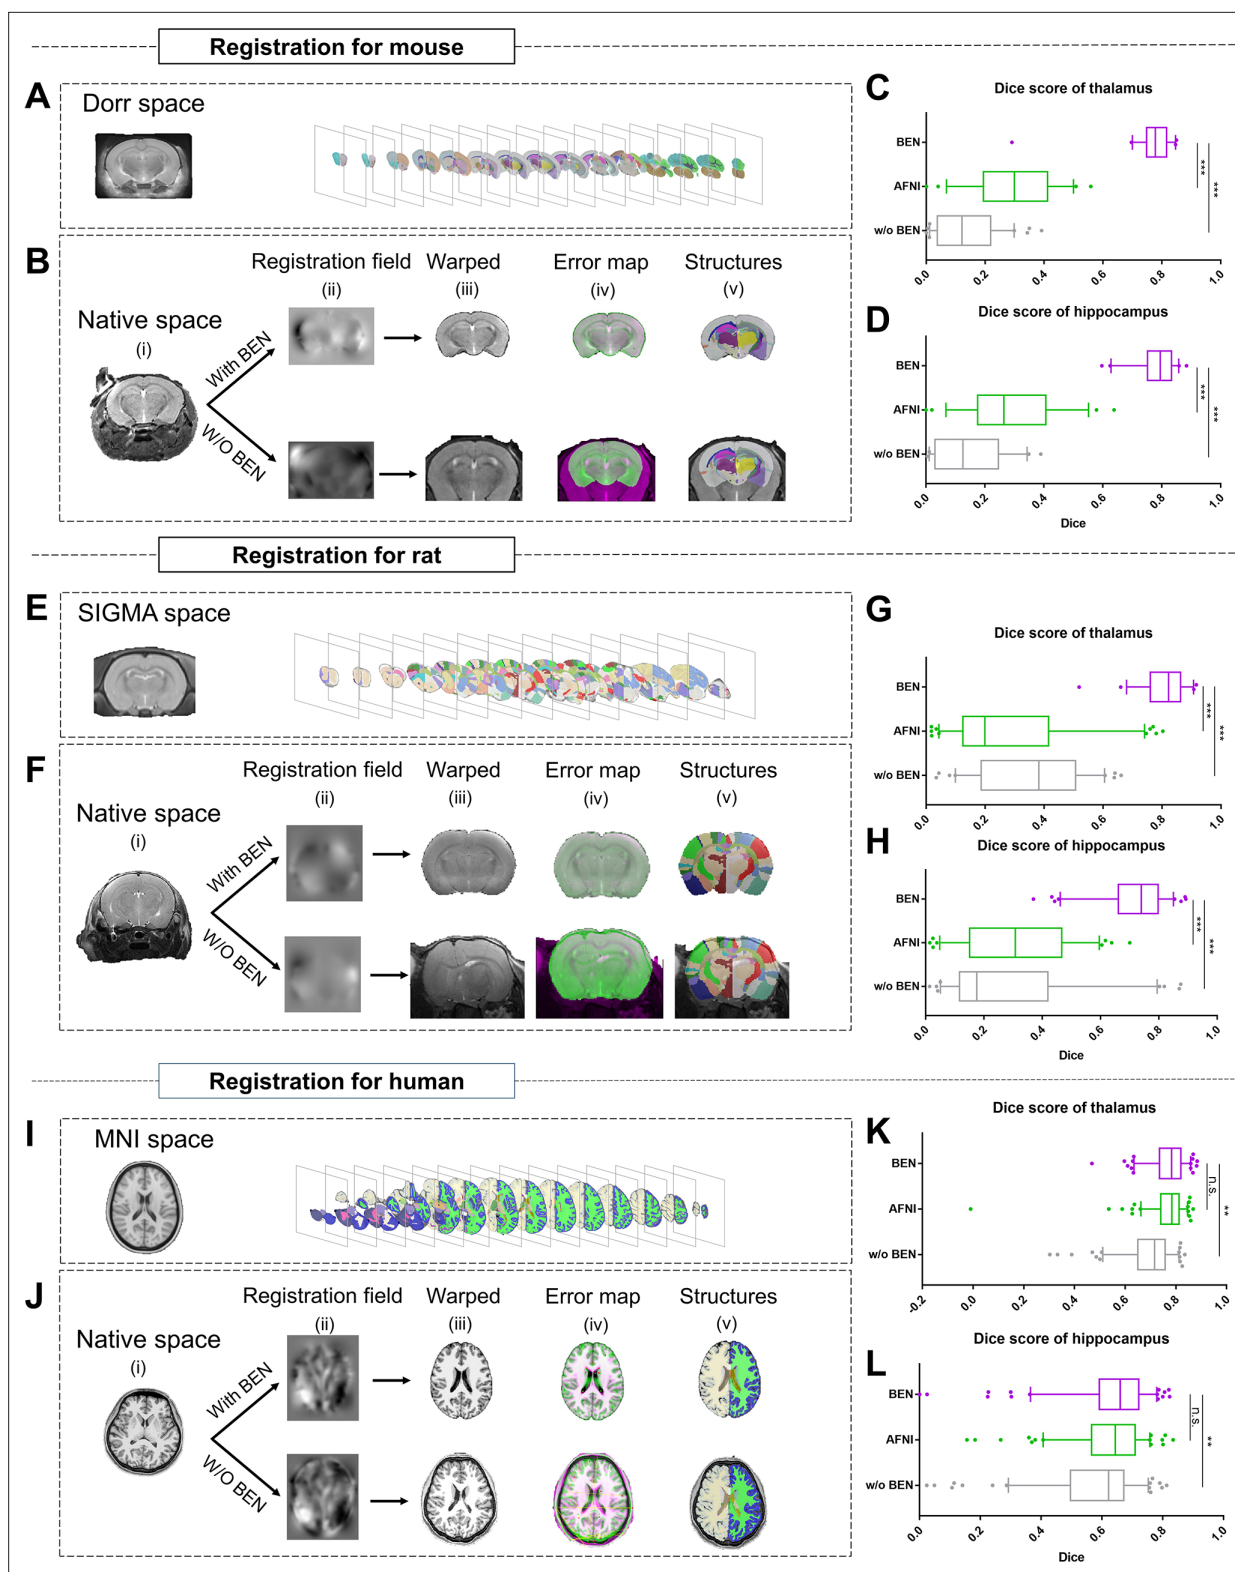 Registration for mouse
A
Dorr space
B
Registration field
(ii)
Warped
(iii)
Error map
(iv)
Structures
(v)
Native space
(i)
With BEN
W/O BEN
C
Dice score of thalamus
BEN
AFNI
w/o BEN
***
***
0.0
0.2
0.4
0.6
0.8
1.0
D
Dice score of hippocampus
BEN
AFNI
w/o BEN
***
***
0.0
0.2
0.4
0.6
0.8
1.0
Dice
Registration for rat
E
SIGMA space
F
Registration field
(ii)
Warped
(iii)
Error map
(iv)
Structures
(v)
Native space
(i)
With BEN
W/O BEN
G
Dice score of thalamus
BEN
AFNI
w/o BEN
***
***
0.0
0.2
0.4
0.6
0.8
1.0
H
Dice score of hippocampus
BEN
AFNI
w/o BEN
***
***
0.0
0.2
0.4
0.6
0.8
1.0
Dice
Registration for human
I
MNI space
J
Registration field
(ii)
Warped
(iii)
Error map
(iv)
Structures
(v)
Native space
(i)
With BEN
W/O BEN
K
Dice score of thalamus
BEN
AFNI
w/o BEN
n.s.
**
-0.2
0.0
0.2
0.4
0.6
0.8
1.0
L
Dice score of hippocampus
BEN
AFNI
w/o BEN
n.s.
**
0.0
0.2
0.4
0.6
0.8
1.0
Dice